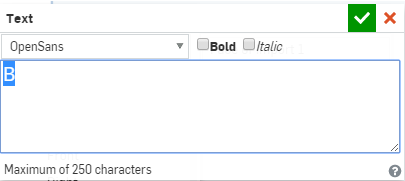 Text
OpenSans Bold Italic
B
Maximum of 250 characters